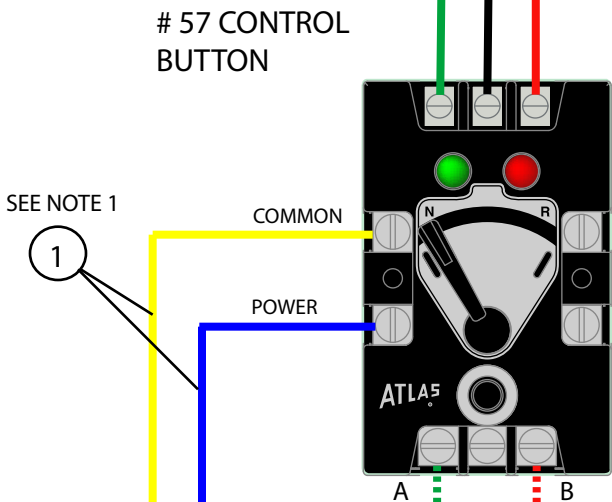 # 57 CONTROL
BUTTON
SEE NOTE 1
1
COMMON
N R
POWER
ATLAS
A B